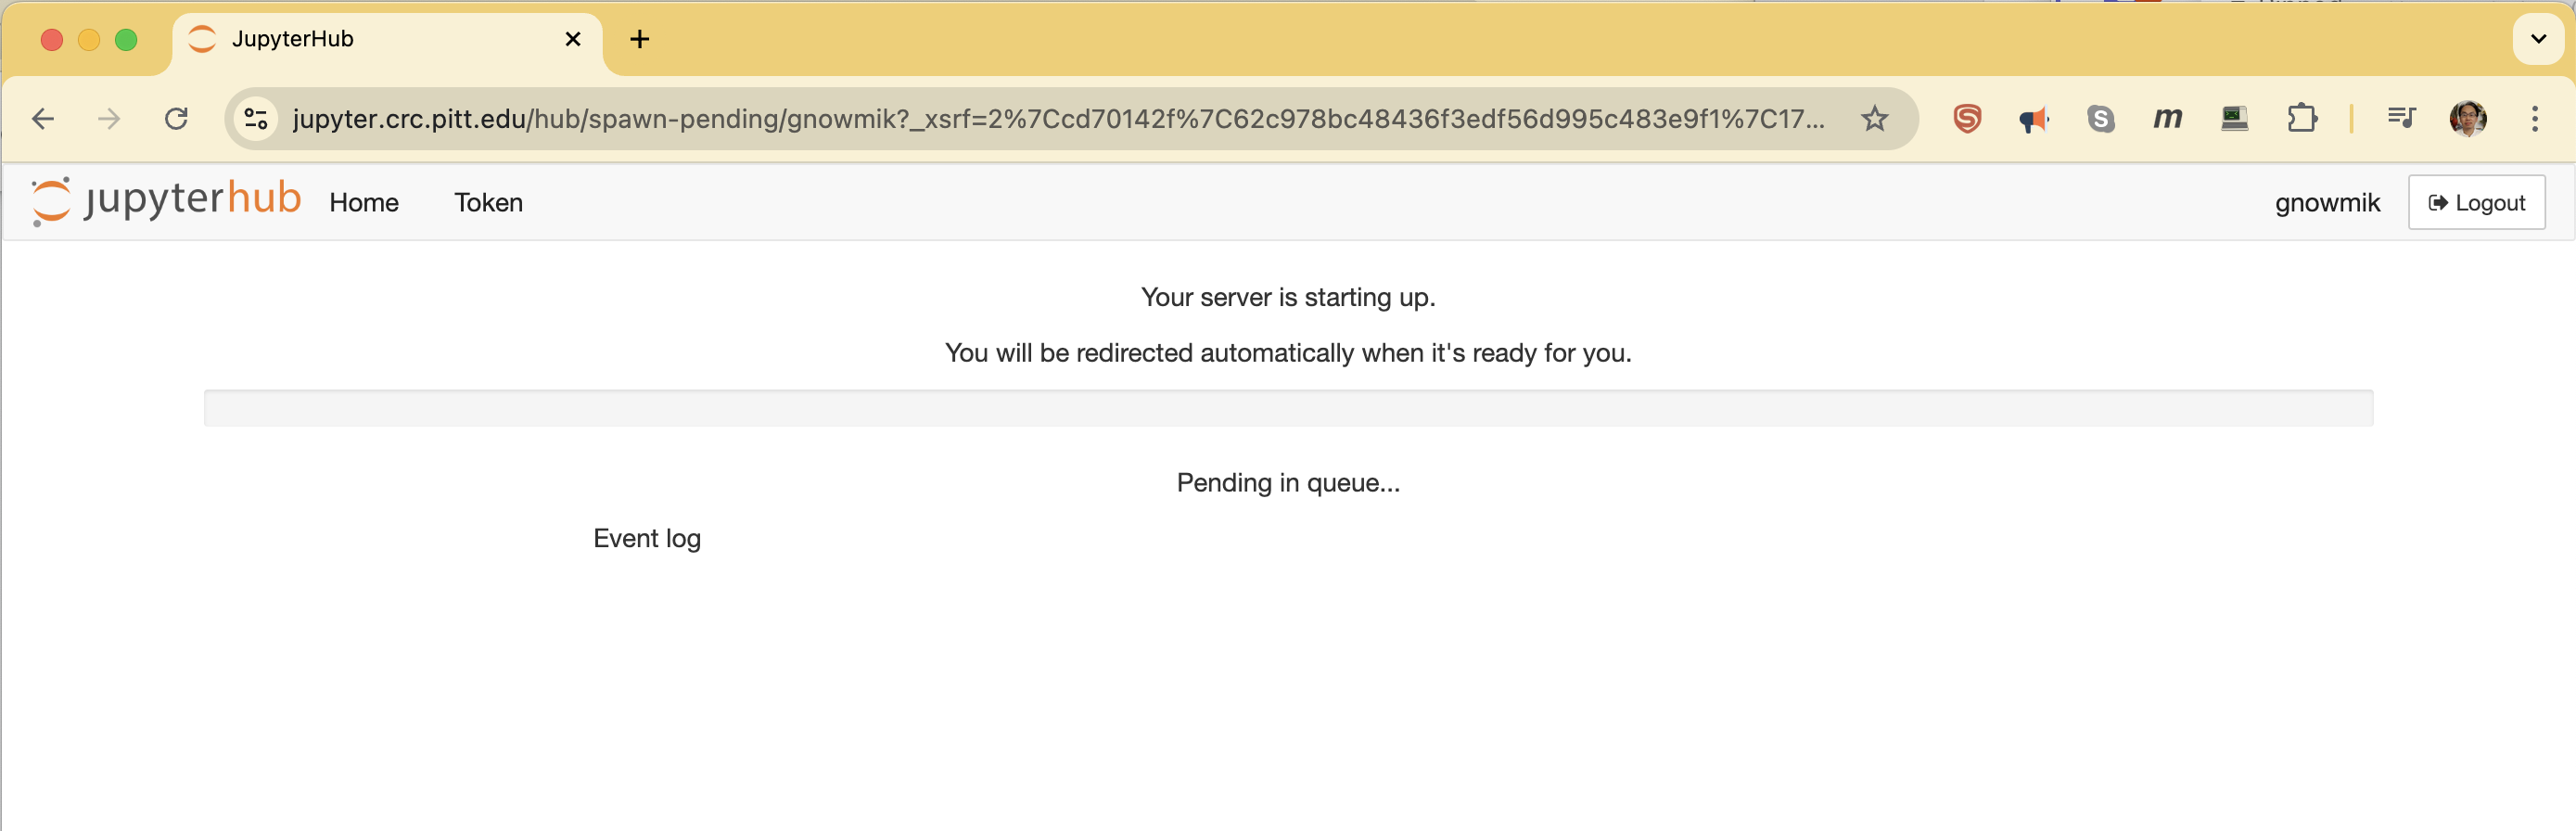 JupyterHub
jupyter.crc.pitt.edu/hub/spawn-pending/gnowmik?_xsrf=2%7Ccd70142f%7C62c978bc48436f3edf56d995c483e9f1%7C17...
S
m
jupyterhub Home Token gnowmik Logout
Your server is starting up.
You will be redirected automatically when it's ready for you.
Pending in queue...
Event log